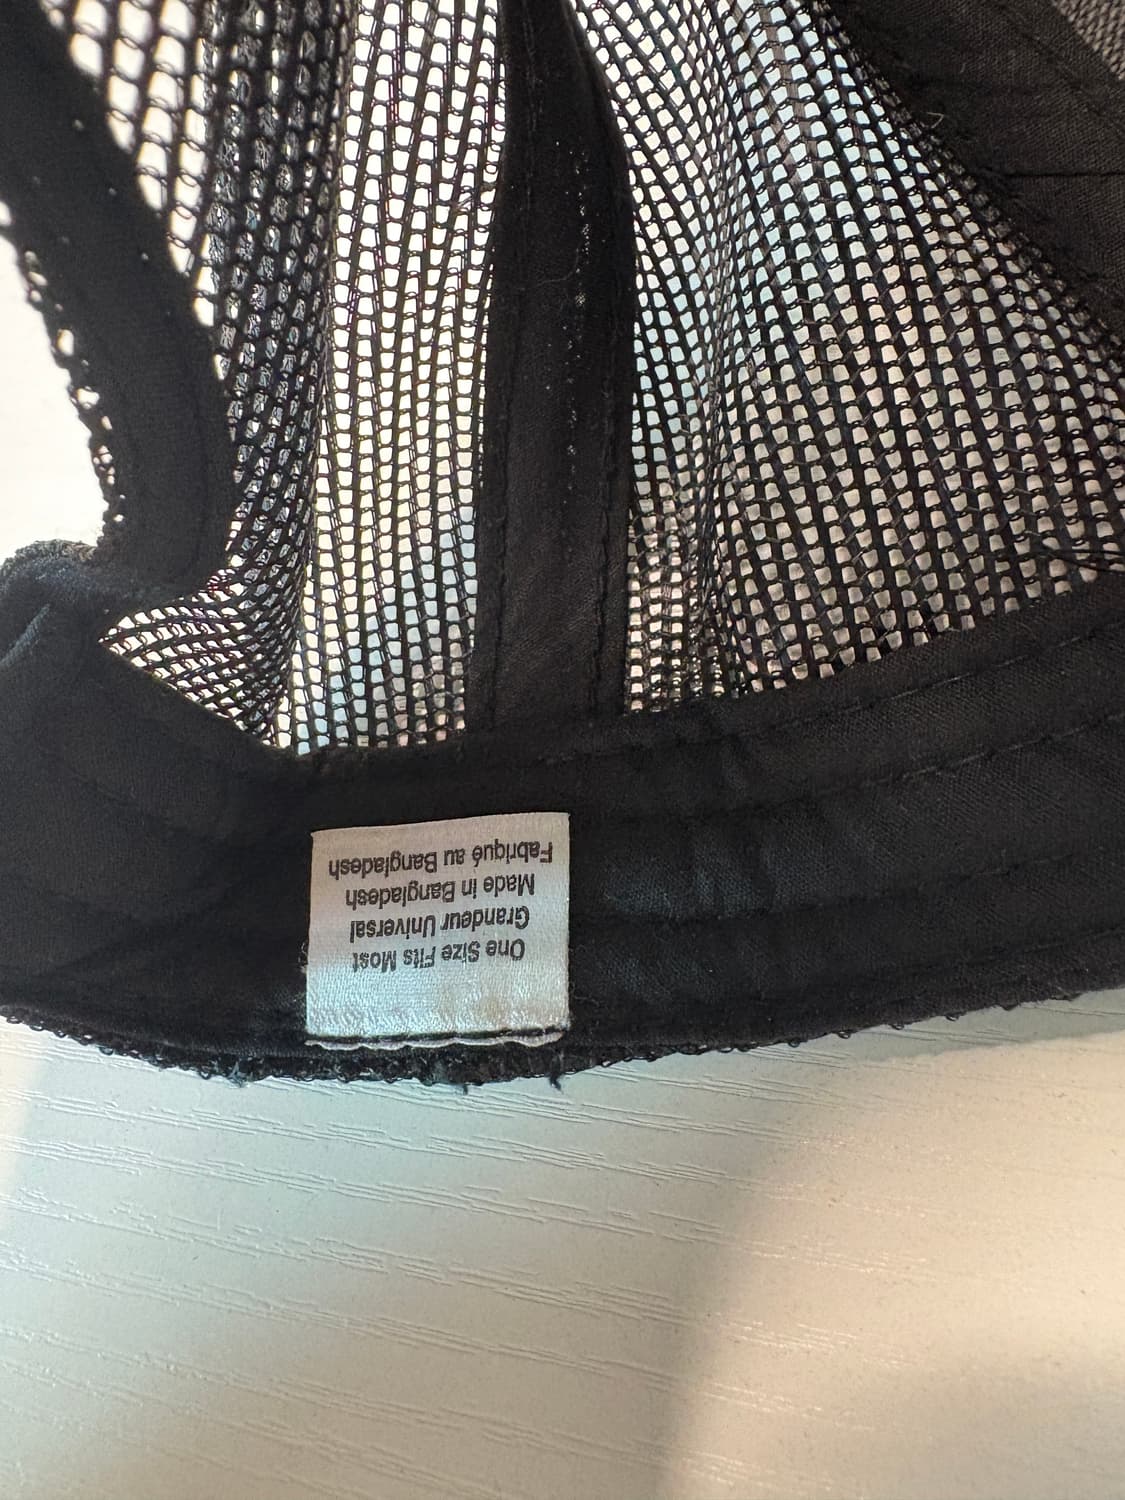 One Size Fits Most
Grandeur Universal
Made in Bangladesh
Fabriqué au Bangladesh